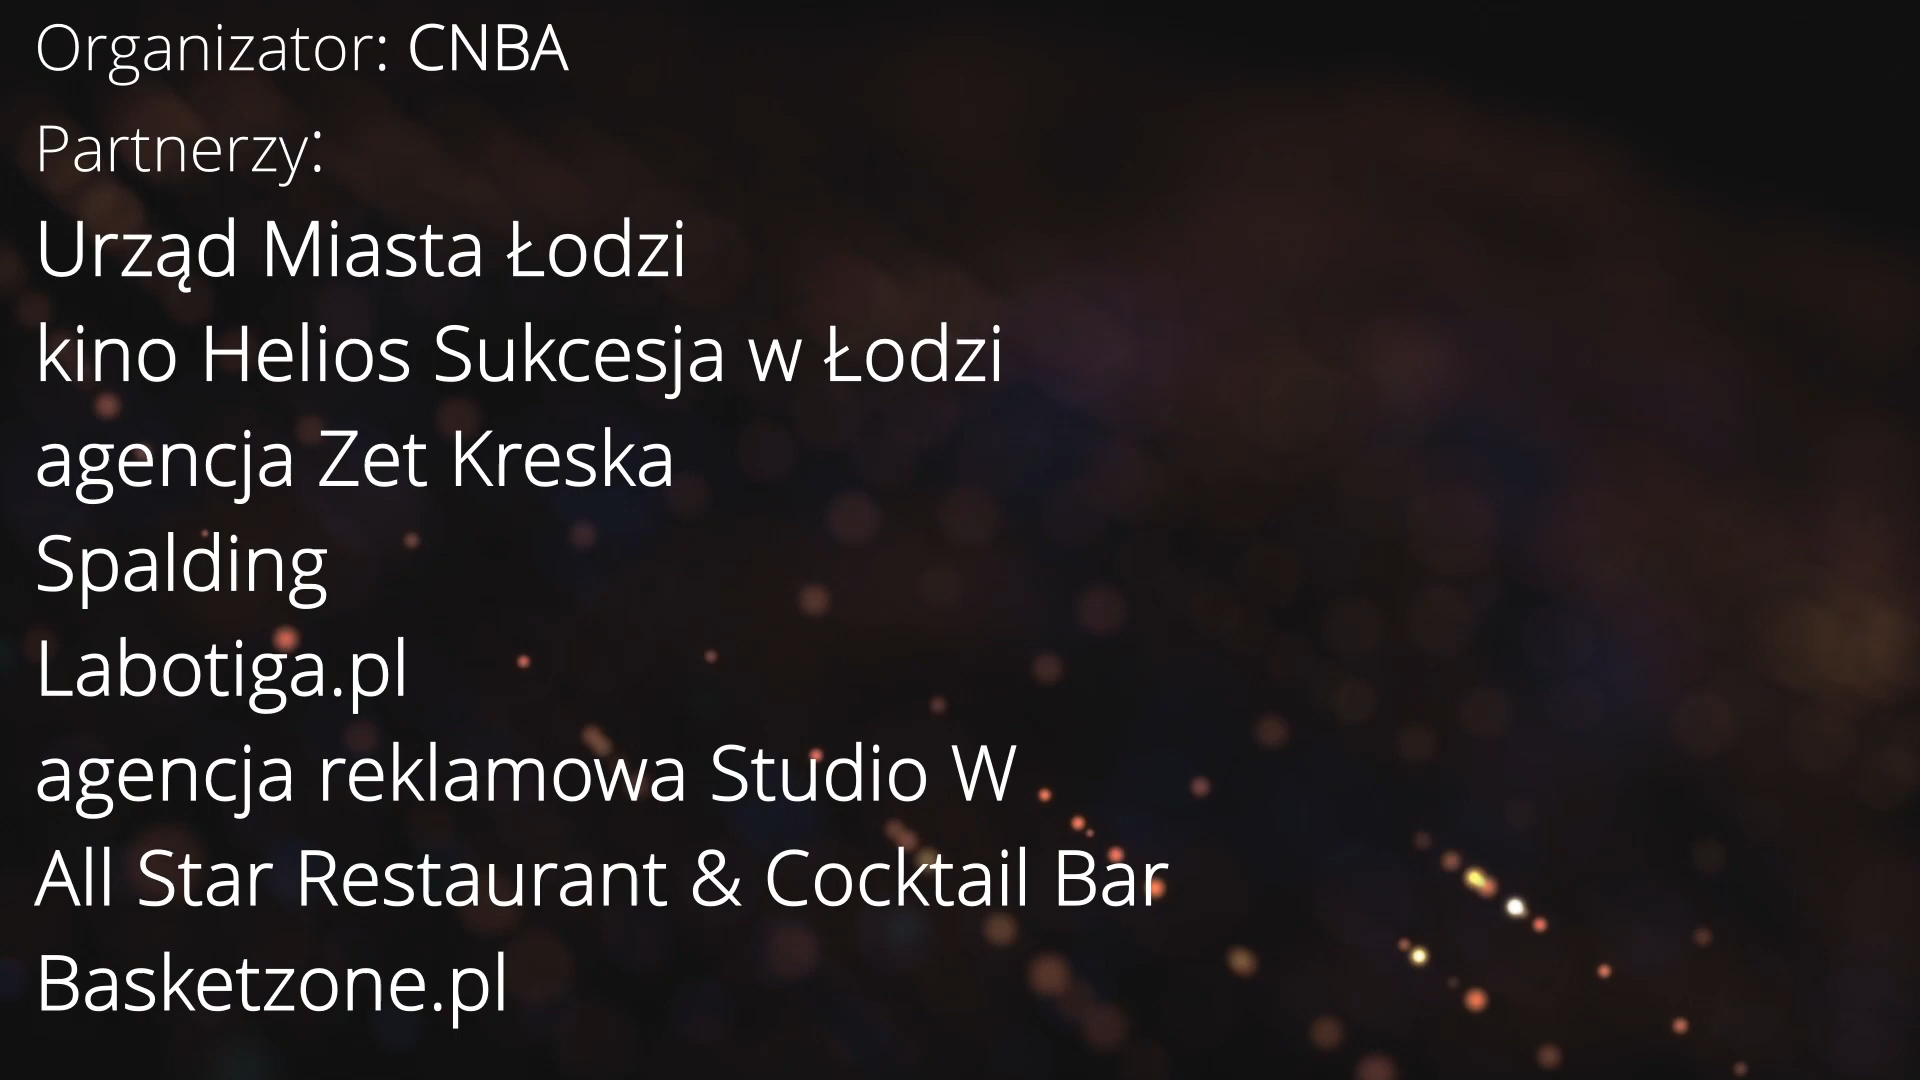 Organizator: CNBA
Partnerzy:
Urząd Miasta Łodzi
kino Helios Sukcesja w Łodzi
agencja Zet Kreska
Spalding
Labotiga.pl
agencja reklamowa Studio W
All Star Restaurant & Cocktail Bar
Basketzone.pl